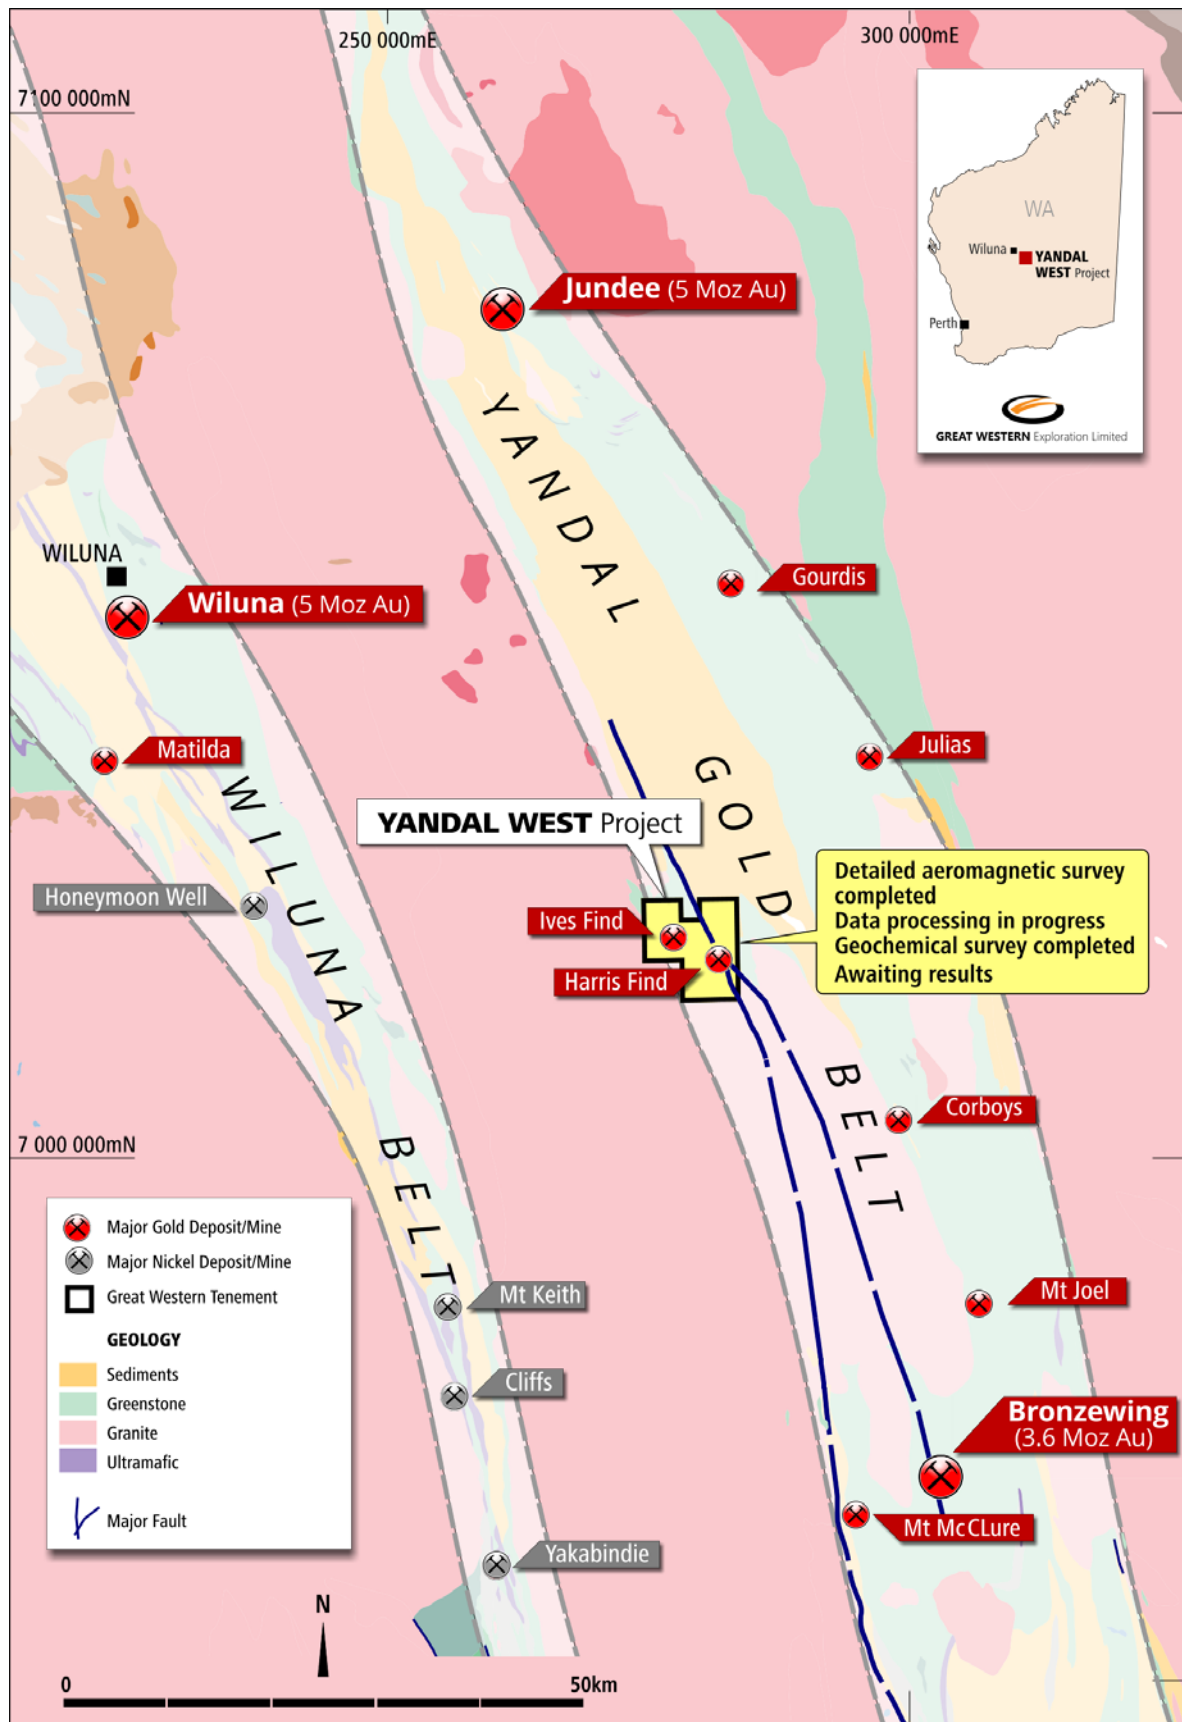 250 000mE
300 000mE
7100 000mN
WA
Wiluna
YANDAL
WEST Project
Perth
GREAT WESTERN Exploration Limited
Jundee (5 Moz Au)
YANDAL
WILUNA
Wiluna (5 Moz Au)
Gourdis
Matilda
Julias
WILUNA
GOLD
YANDAL WEST Project
Honeymoon Well
Detailed aeromagnetic survey
completed
Data processing in progress
Geochemical survey completed
Awaiting results
Ives Find
Harris Find
BELT
Corboys
7 000 000mN
BELT
Mt Keith
Mt Joel
Cliffs
Bronzewing
(3.6 Moz Au)
Mt McCLure
Yakabindie
Major Gold Deposit/Mine
Major Nickel Deposit/Mine
Great Western Tenement
GEOLOGY
Sediments
Greenstone
Granite
Ultramafic
Major Fault
N
0
50km